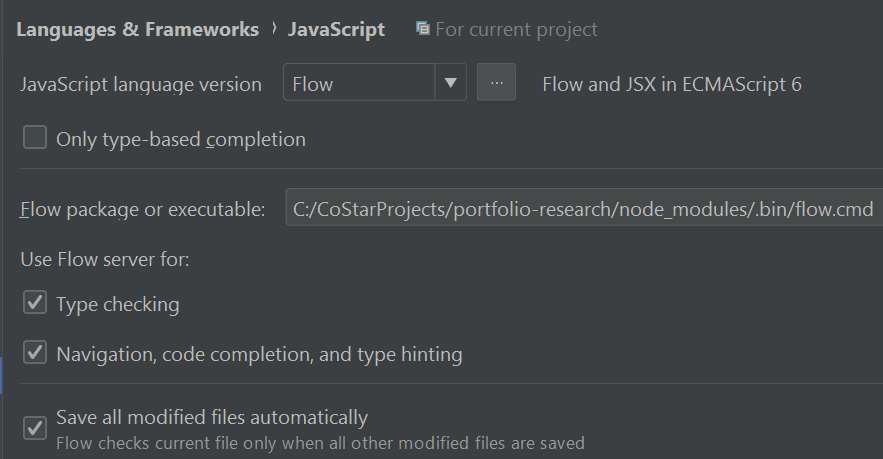 Languages & Frameworks › JavaScript For current project
JavaScript language version Flow ... Flow and JSX in ECMAScript 6
Only type-based completion
Flow package or executable: C:/CoStarProjects/portfolio-research/node_modules/.bin/flow.cmd
Use Flow server for:
Type checking
Navigation, code completion, and type hinting
Save all modified files automatically
Flow checks current file only when all other modified files are saved